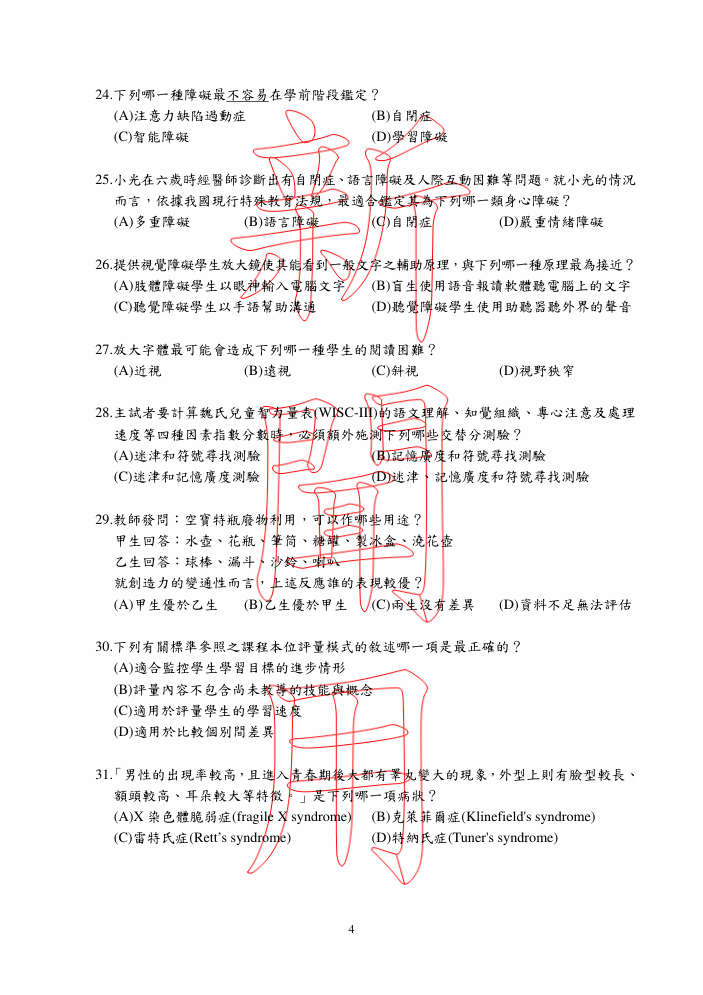 24.下列哪一種障礙最不容易在學前階段鑑定？
(A)注意力缺陷過動症 (B)自閉症
(C)智能障礙 (D)學習障礙
25.小光在六歲時經醫師診斷出有自閉症、語言障礙及人際互動困難等問題。就小光的情況
而言，依據我國現行特殊教育法規，最適合鑑定其為下列哪一類身心障礙？
(A)多重障礙 (B)語言障礙 (C)自閉症 (D)嚴重情緒障礙
26.提供視覺障礙學生放大鏡使其能看到一般文字之輔助原理，與下列哪一種原理最為接近？
(A)肢體障礙學生以眼神輸入電腦文字 (B)盲生使用語音報讀軟體聽電腦上的文字
(C)聽覺障礙學生以手語幫助溝通 (D)聽覺障礙學生使用助聽器聽外界的聲音
27.放大字體最可能會造成下列哪一種學生的閱讀困難？
(A)近視 (B)遠視 (C)斜視 (D)視野狹窄
28.主試者要計算魏氏兒童智力量表(WISC-III)的語文理解、知覺組織、專心注意及處理
速度等四種因素指數分數時，必須額外施測下列哪些交替分測驗？
(A)迷津和符號尋找測驗 (B)記憶廣度和符號尋找測驗
(C)迷津和記憶廣度測驗 (D)迷津、記憶廣度和符號尋找測驗
29.教師發問：空寶特瓶廢物利用，可以作哪些用途？
甲生回答：水壺、花瓶、筆筒、糖罐、製冰盒、澆花壺
乙生回答：球棒、漏斗、沙鈴、喇叭
就創造力的變通性而言，上述反應誰的表現較優？
(A)甲生優於乙生 (B)乙生優於甲生 (C)兩生沒有差異 (D)資料不足無法評估
30.下列有關標準參照之課程本位評量模式的敘述哪一項是最正確的？
(A)適合監控學生學習目標的進步情形
(B)評量內容不包含尚未教導的技能與概念
(C)適用於評量學生的學習速度
(D)適用於比較個別間差異
31.「男性的出現率較高，且進入青春期後大都有睪丸變大的現象，外型上則有臉型較長、
額頭較高、耳朵較大等特徵。」是下列哪一項病狀？
(A)X 染色體脆弱症(fragile X syndrome) (B)克萊菲爾症(Klinefield's syndrome)
(C)雷特氏症(Rett's syndrome) (D)特納氏症(Tuner's syndrome)
4
試
聞
用